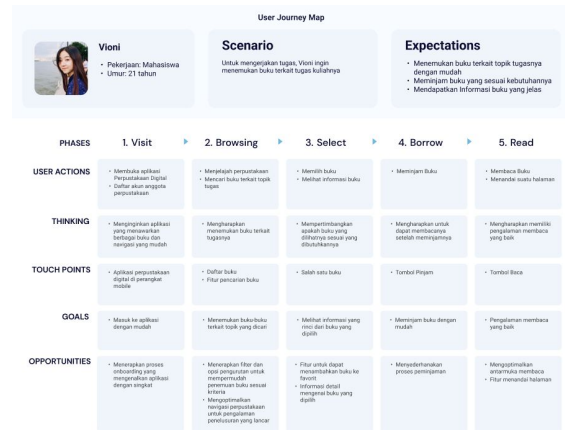 User Journey Map
Vioni
• Pekerjaan: Mahasiswa
• Umur: 21 tahun
Scenario
Untuk mengerjakan tugas, Vioni ingin
menemukan buku terkait tugas kuliahnya
Expectations
• Menemukan buku terkait topik tugasnya
dengan mudah
• Meminjam buku yang sesuai kebutuhannya
• Mendapatkan Informasi buku yang jelas
PHASES
1. Visit
2. Browsing
3. Select
4. Borrow
5. Read
USER ACTIONS
• Membuka aplikasi
Perpustakaan Digital
• Daftar akun anggota
perpustakaan
• Menjelajah perpustakaan
• Mencari buku terkait topik
tugas
• Memilih buku
• Melihat informasi buku
• Meminjam Buku
• Membaca Buku
• Menandai suatu halaman
THINKING
• Menginginkan aplikasi
yang menawarkan
berbagai buku dan
navigasi yang mudah
• Mengharapkan
menemukan buku terkait
tugasnya
• Mempertimbangkan
apakah buku yang
dilihatnya sesuai yang
dibutuhkannya
• Mengharapkan untuk
dapat membacanya
setelah meminjamnya
• Mengharapkan memiliki
pengalaman membaca
yang baik
TOUCH POINTS
• Aplikasi perpustakaan
digital di perangkat
mobile
• Daftar buku
• Fitur pencarian buku
• Salah satu buku
• Tombol Pinjam
• Tombol Baca
GOALS
• Masuk ke aplikasi
dengan mudah
• Menemukan buku-buku
terkait topik yang dicari
• Melihat informasi yang
rinci dari buku yang
dipilih
• Meminjam buku dengan
mudah
• Pengalaman membaca
yang baik
OPPORTUNITIES
• Menerapkan proses
onboarding yang
mengenalkan aplikasi
dengan singkat
• Menerapkan filter dan
opsi pengurutan untuk
mempermudah
penemuan buku sesuai
kriteria
• Mengoptimalkan
navigasi perpustakaan
untuk pengalaman
penelusuran yang lancar
• Fitur untuk dapat
menambahkan buku ke
favorit
• Informasi detail
mengenai buku yang
dipilih
• Menyederhanakan
proses peminjaman
• Mengoptimalkan
antarmuka membaca
• Fitur menandai halaman